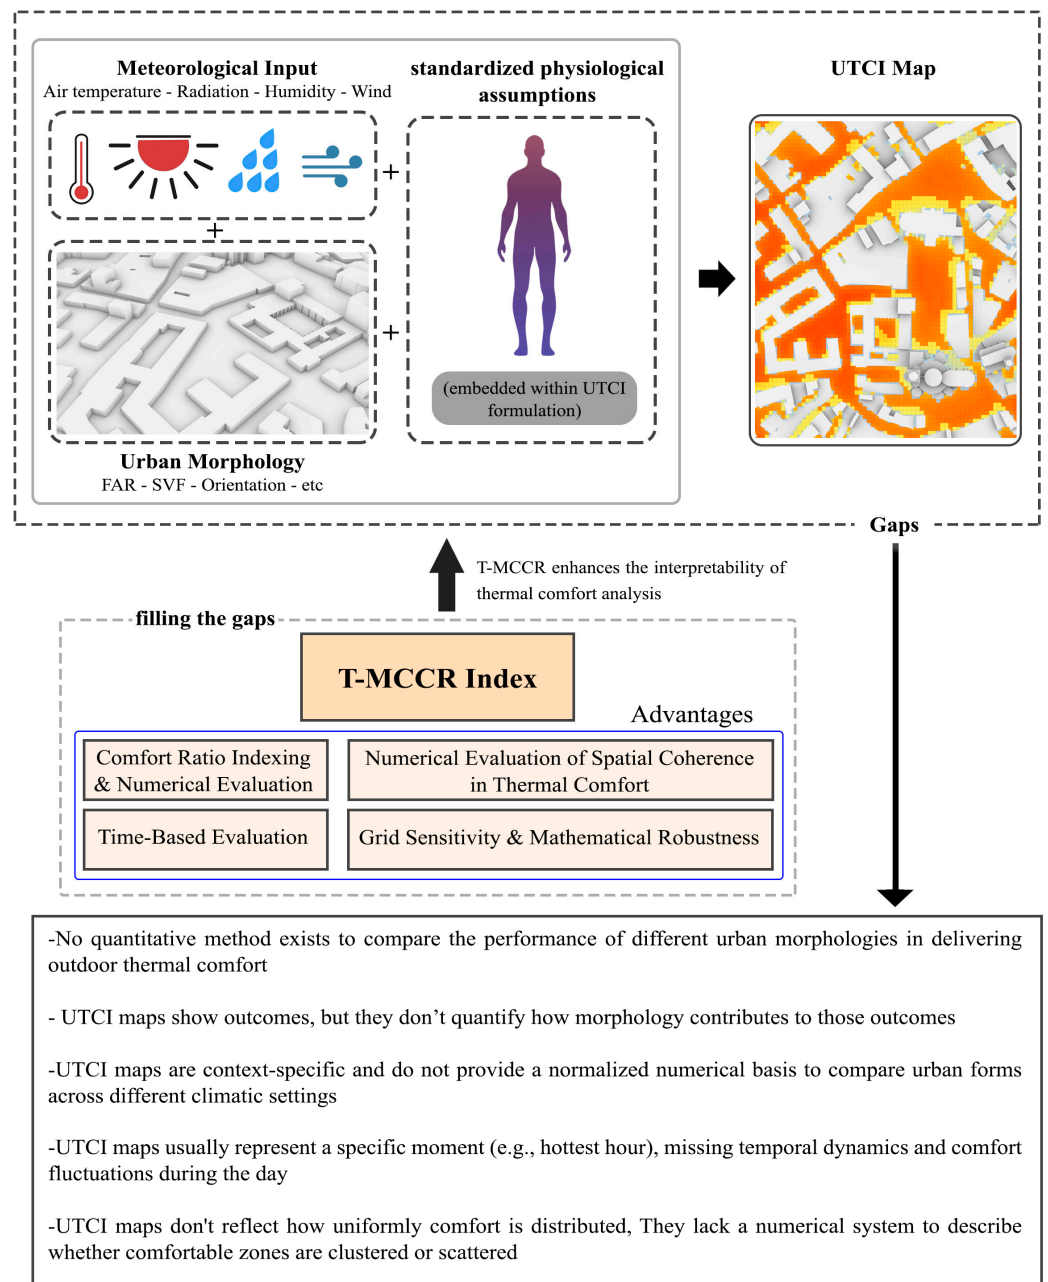 Meteorological Input
Air temperature - Radiation - Humidity - Wind
+
+
standardized physiological
assumptions
(embedded within UTCI
formulation)
+
Urban Morphology
FAR - SVF - Orientation - etc
UTCI Map
Gaps
T-MCCR enhances the interpretability of
thermal comfort analysis
filling the gaps
T-MCCR Index
Advantages
Comfort Ratio Indexing
& Numerical Evaluation
Numerical Evaluation of Spatial Coherence
in Thermal Comfort
Time-Based Evaluation
Grid Sensitivity & Mathematical Robustness
-No quantitative method exists to compare the performance of different urban morphologies in delivering
outdoor thermal comfort
- UTCI maps show outcomes, but they don’t quantify how morphology contributes to those outcomes
-UTCI maps are context-specific and do not provide a normalized numerical basis to compare urban forms
across different climatic settings
-UTCI maps usually represent a specific moment (e.g., hottest hour), missing temporal dynamics and comfort
fluctuations during the day
-UTCI maps don't reflect how uniformly comfort is distributed, They lack a numerical system to describe
whether comfortable zones are clustered or scattered